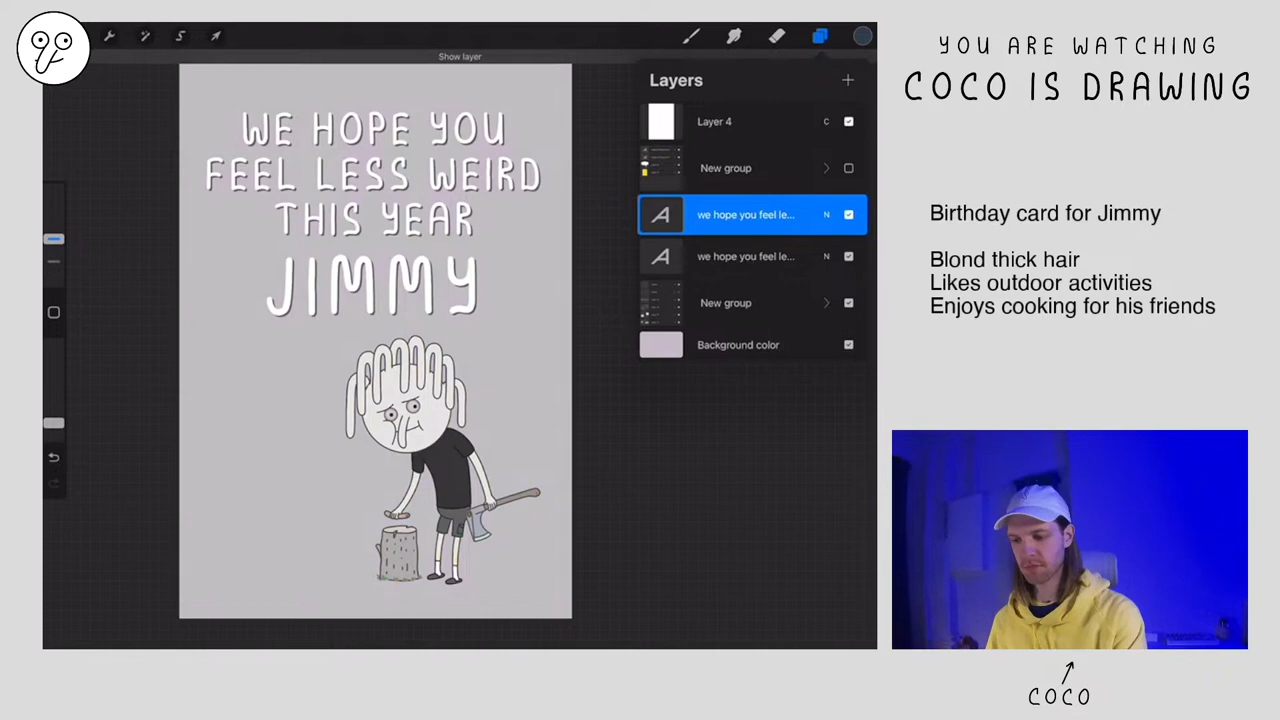 YOU ARE WATCHING
COCO IS DRAWING
Show layer
WE HOPE YOU
FEEL LESS WEIRD
THIS YEAR
JIMMY
Layers
Layer 4
C
New group
we hope you feel le...
N
we hope you feel le...
N
New group
Background color
Birthday card for Jimmy
Blond thick hair
Likes outdoor activities
Enjoys cooking for his friends
COCO